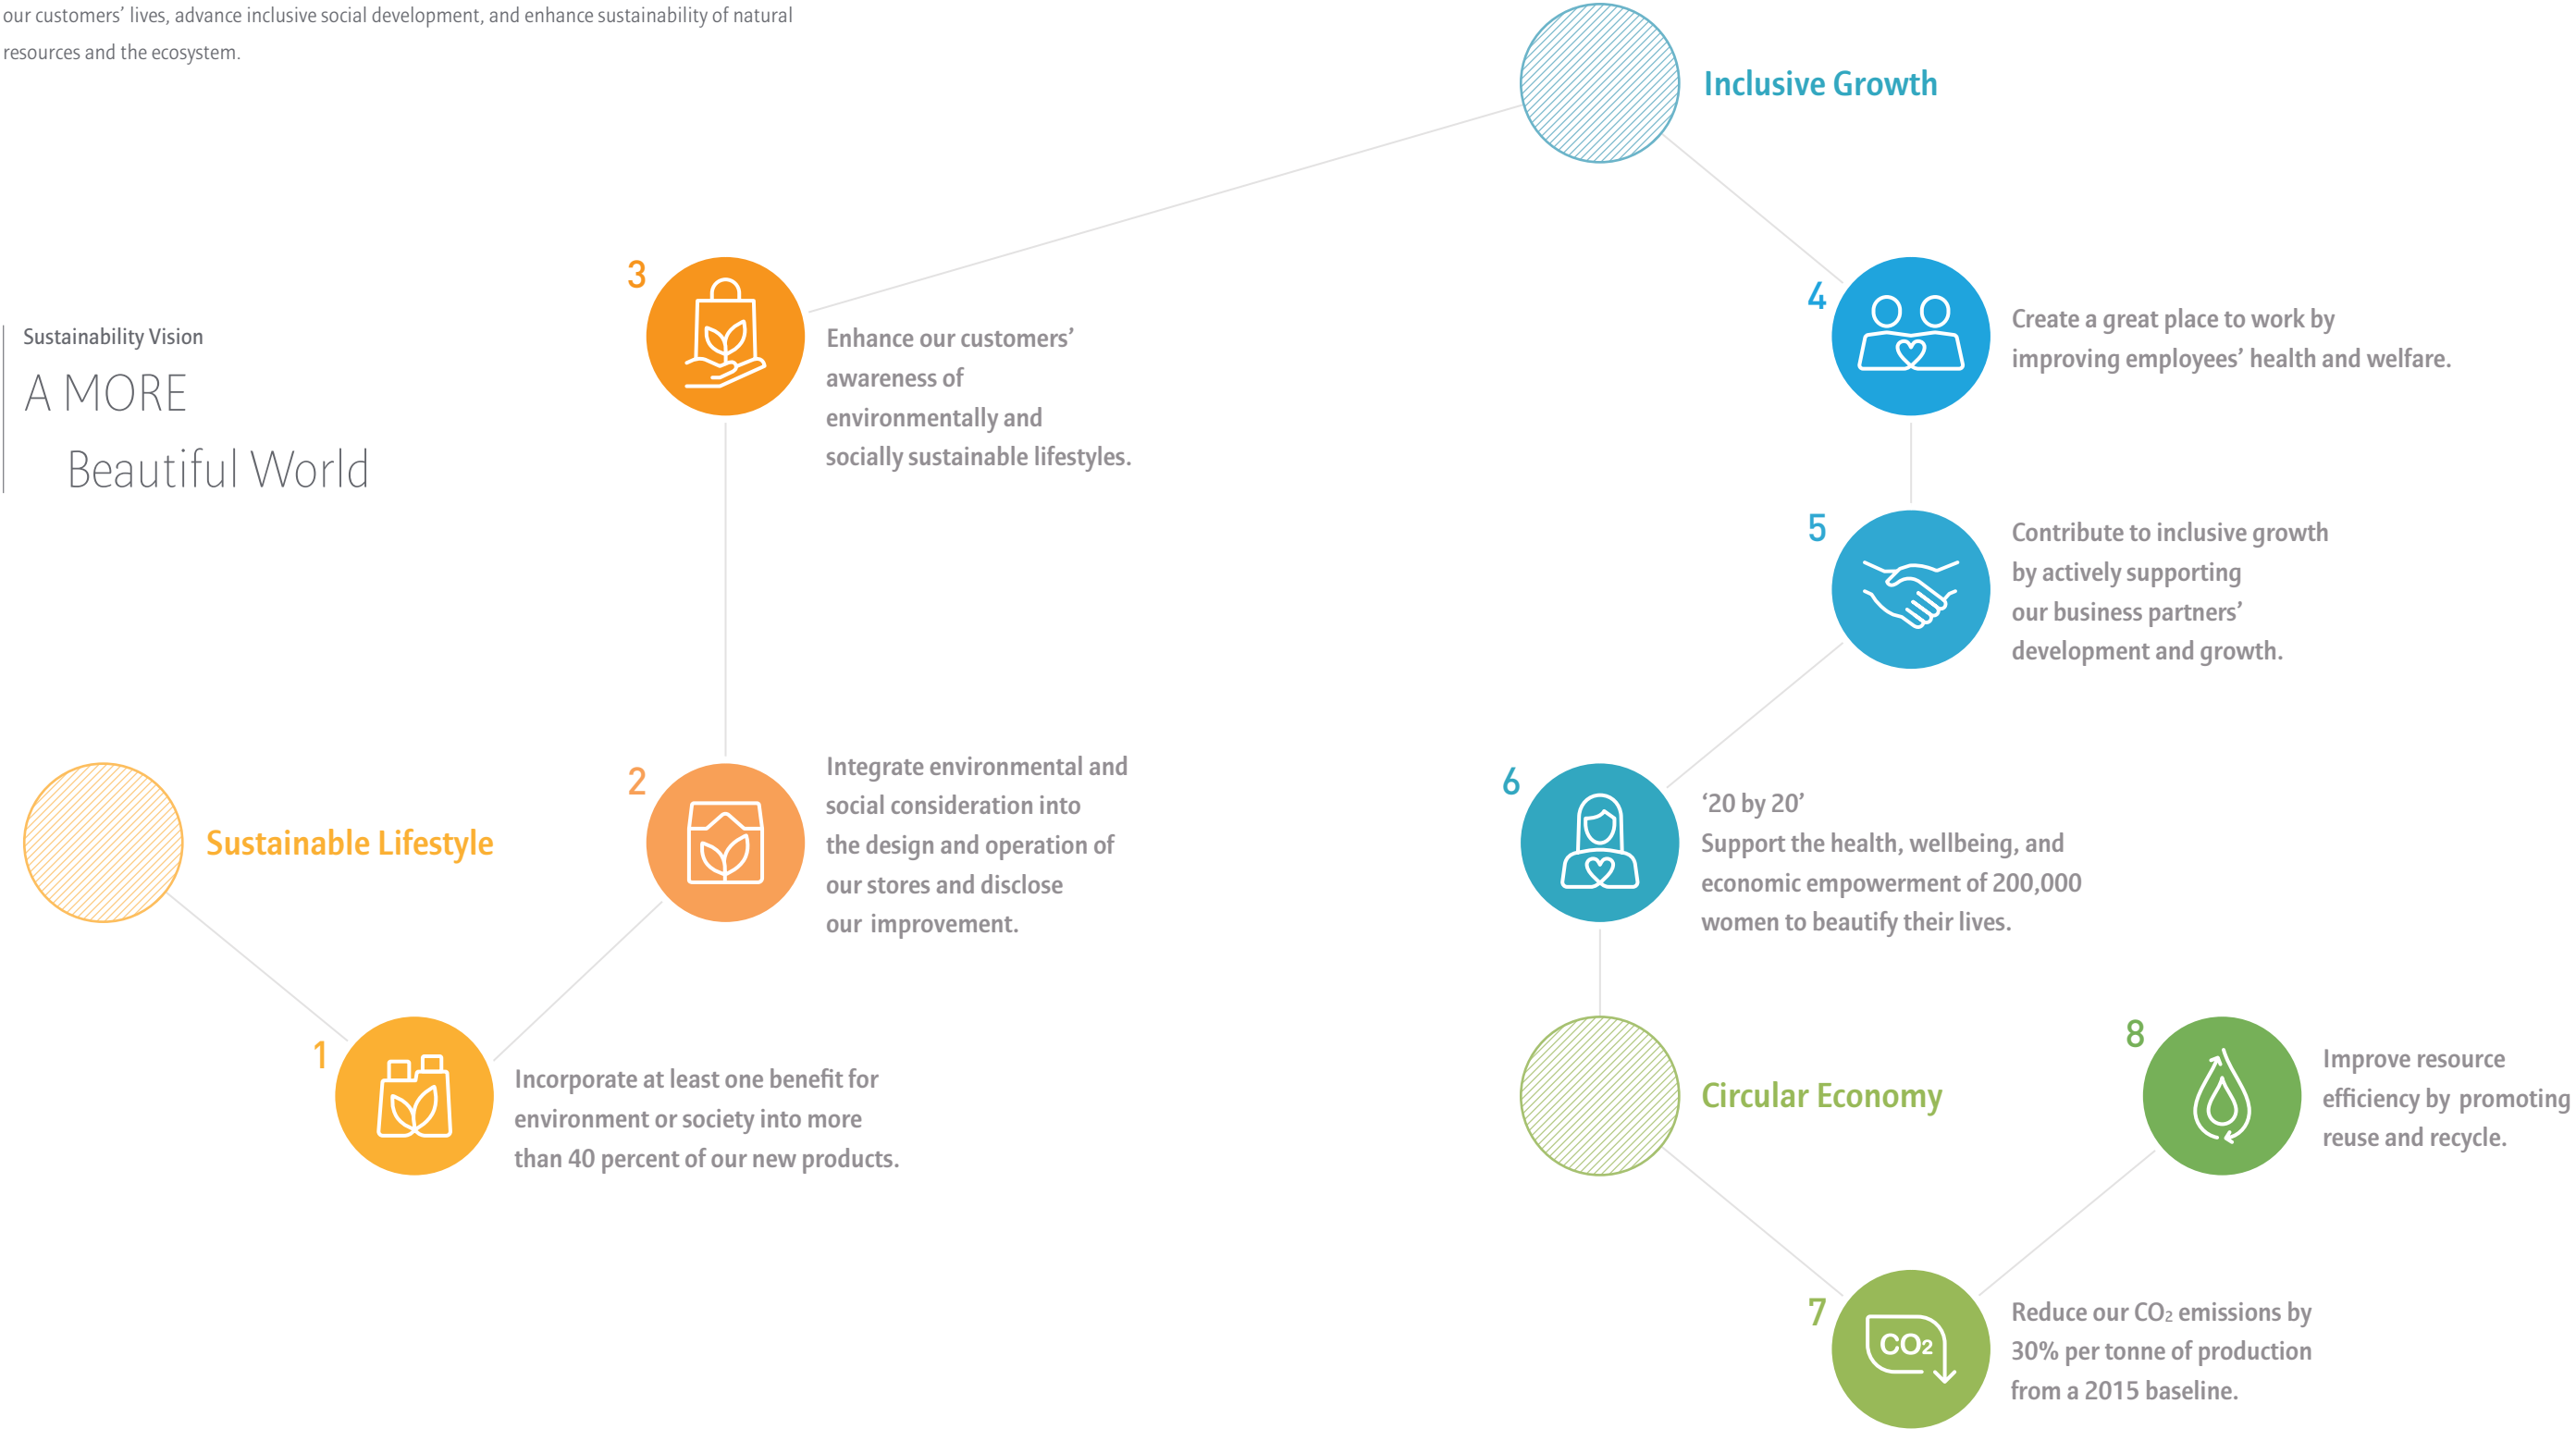 our customers’ lives, advance inclusive social development, and enhance sustainability of natural
resources and the ecosystem.
Sustainability Vision
A MORE
Beautiful World
Sustainable Lifestyle
1
Incorporate at least one benefit for
environment or society into more
than 40 percent of our new products.
2
Integrate environmental and
social consideration into
the design and operation of
our stores and disclose
our improvement.
3
Enhance our customers’
awareness of
environmentally and
socially sustainable lifestyles.
Inclusive Growth
4
Create a great place to work by
improving employees’ health and welfare.
5
Contribute to inclusive growth
by actively supporting
our business partners’
development and growth.
6
‘20 by 20’
Support the health, wellbeing, and
economic empowerment of 200,000
women to beautify their lives.
Circular Economy
7
CO2
Reduce our CO₂ emissions by
30% per tonne of production
from a 2015 baseline.
8
Improve resource
efficiency by promoting
reuse and recycle.